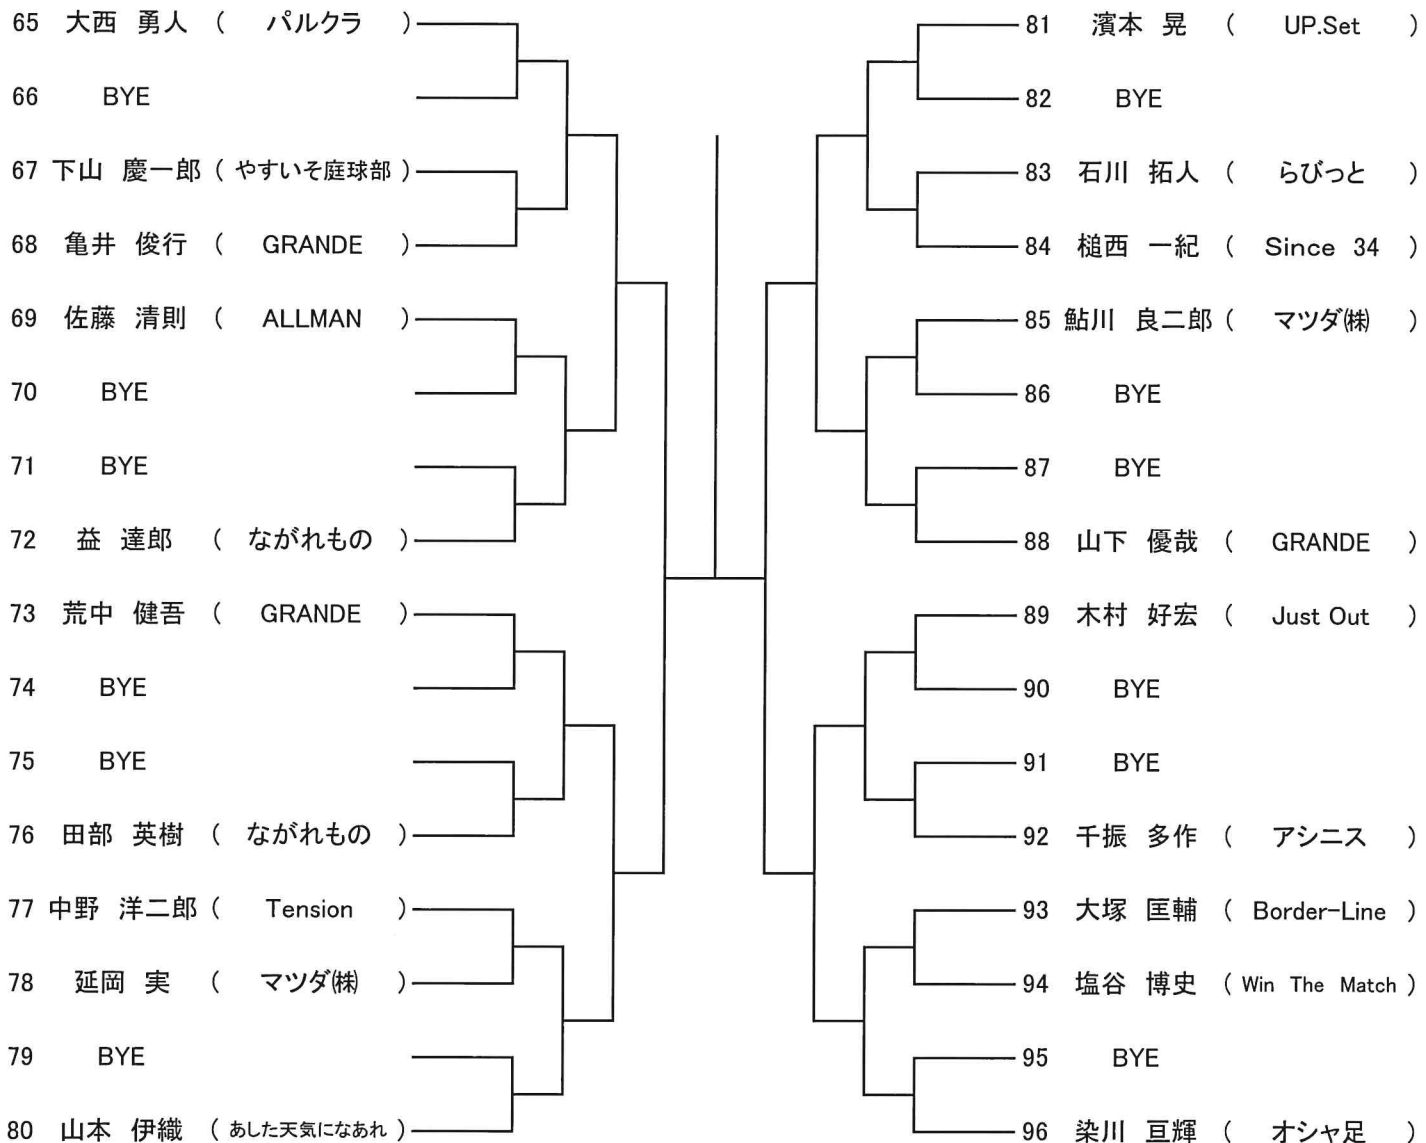 65 大西 勇人 ( パルクラ )
66 BYE
67 下山 慶一郎 ( やすいそ庭球部 )
68 亀井 俊行 ( GRANDE )
69 佐藤 清則 ( ALLMAN )
70 BYE
71 BYE
72 益 達郎 ( ながれもの )
73 荒中 健吾 ( GRANDE )
74 BYE
75 BYE
76 田部 英樹 ( ながれもの )
77 中野 洋二郎 ( Tension )
78 延岡 実 ( マツダ㈱ )
79 BYE
80 山本 伊織 ( あした天気になあれ )
81 濱本 晃 ( UP.Set )
82 BYE
83 石川 拓人 ( らびっと )
84 槌西 一紀 ( Since 34 )
85 鮎川 良二郎 ( マツダ㈱ )
86 BYE
87 BYE
88 山下 優哉 ( GRANDE )
89 木村 好宏 ( Just Out )
90 BYE
91 BYE
92 千振 多作 ( アシニス )
93 大塚 匡輔 ( Border-Line )
94 塩谷 博史 ( Win The Match )
95 BYE
96 染川 亘輝 ( オシャ足 )